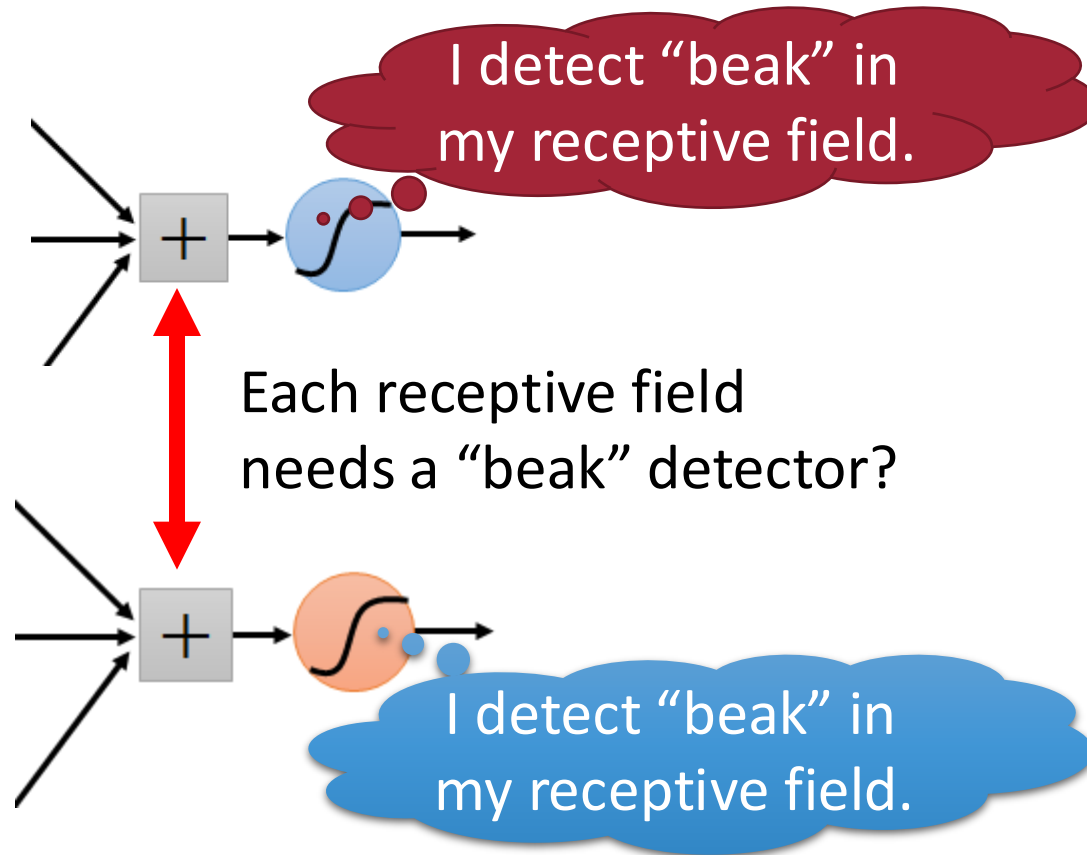 I detect “beak” in
my receptive field.
+
Each receptive field
needs a “beak” detector?
+
I detect “beak” in
my receptive field.